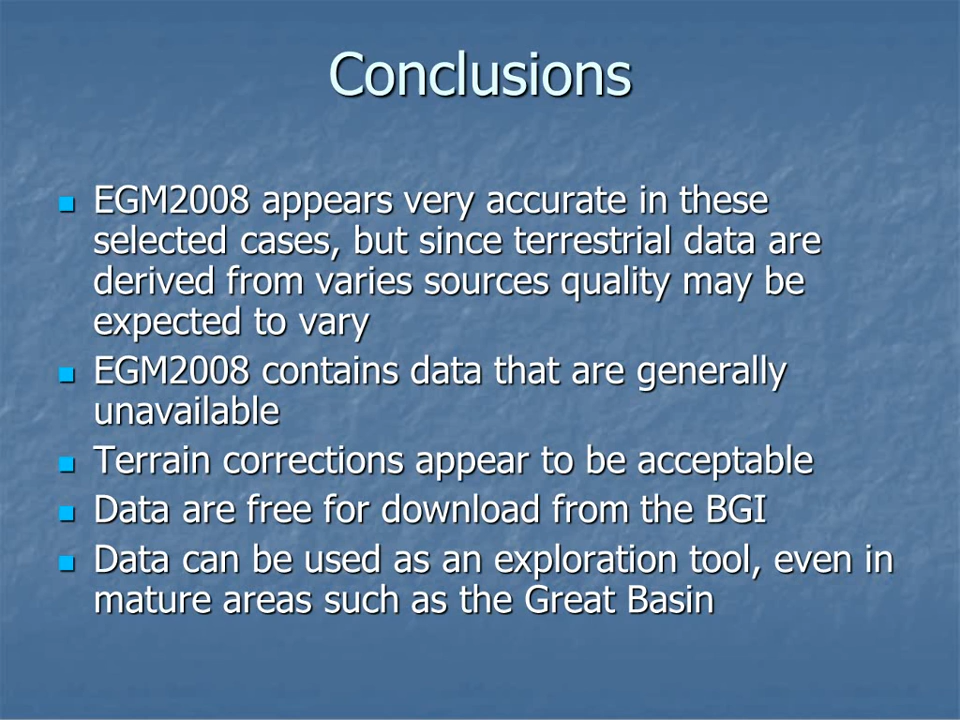 Conclusions
EGM2008 appears very accurate in these
selected cases, but since terrestrial data are
derived from varies sources quality may be
expected to vary
EGM2008 contains data that are generally
unavailable
Terrain corrections appear to be acceptable
Data are free for download from the BGI
Data can be used as an exploration tool, even in
mature areas such as the Great Basin